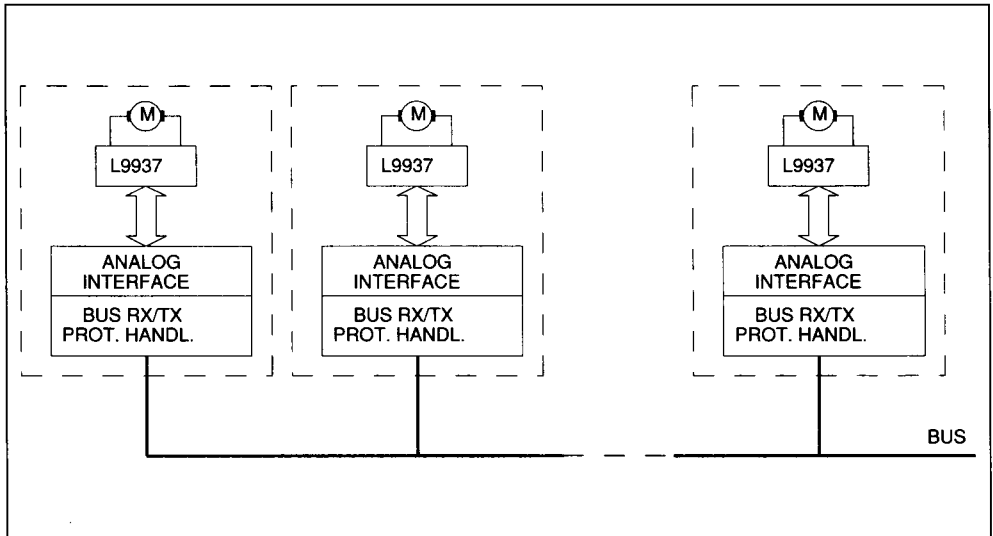 M
L9937
ANALOG
INTERFACE
BUS RX/TX
PROT. HANDL.
M
L9937
ANALOG
INTERFACE
BUS RX/TX
PROT. HANDL.
M
L9937
ANALOG
INTERFACE
BUS RX/TX
PROT. HANDL.
BUS